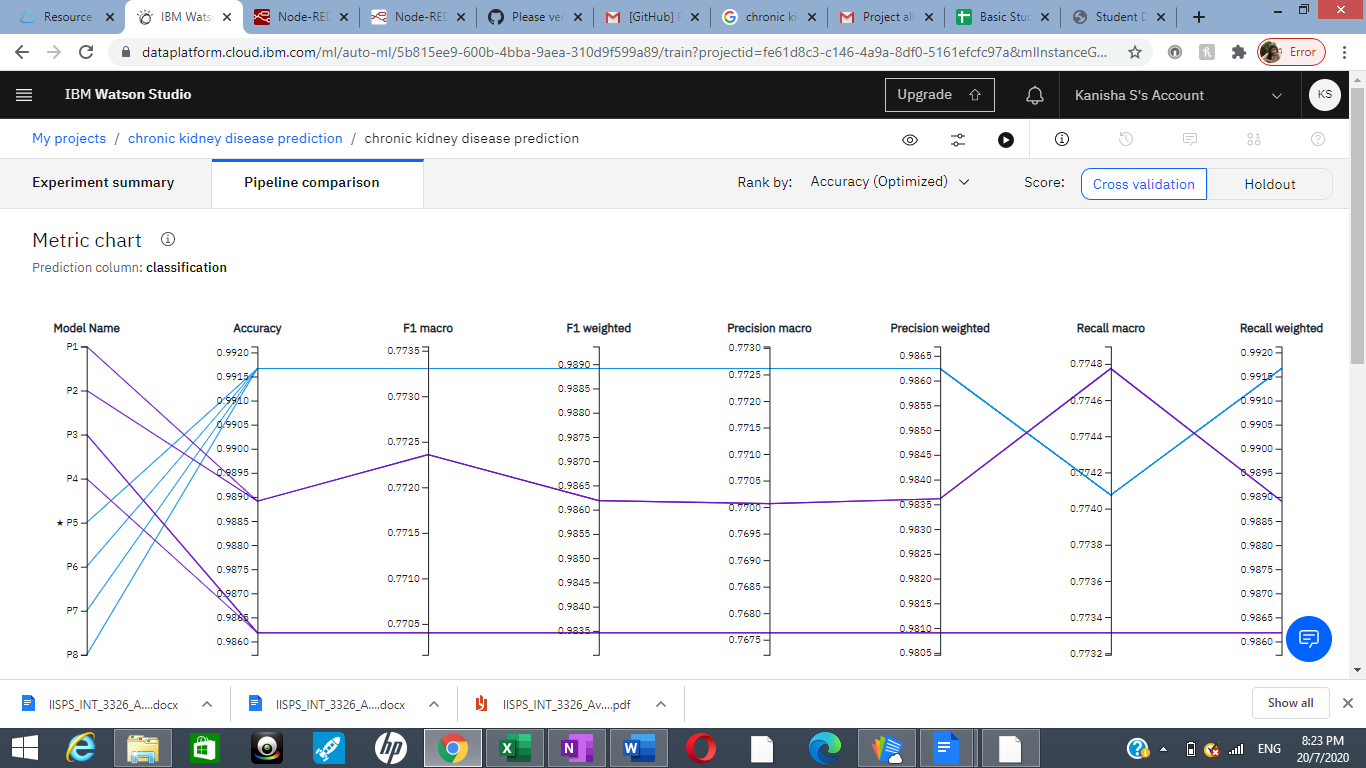 Resource
IBM Wats
Node-RED
Node-RED
Please ver
[GitHub] P
chronic ki
Project all
Basic Stud
Student D
dataplatform.cloud.ibm.com/ml/auto-ml/5b815ee9-600b-4bba-9aea-310d9f599a89/train?projectid=fe61d8c3-c146-4a9a-8df0-5161efcfc97a&mlInstanceG...
Error
IBM Watson Studio
Upgrade
Kanisha S's Account
KS
My projects / chronic kidney disease prediction / chronic kidney disease prediction
Experiment summary
Pipeline comparison
Rank by: Accuracy (Optimized)
Score: Cross validation Holdout
Metric chart
Prediction column: classification
Model Name
P1
P2
P3
P4
★ P5
P6
P7
P8
Accuracy
0.9920
0.9915
0.9910
0.9905
0.9900
0.9895
0.9890
0.9885
0.9880
0.9875
0.9870
0.9865
0.9860
F1 macro
0.7735
0.7730
0.7725
0.7720
0.7715
0.7710
0.7705
F1 weighted
0.9890
0.9885
0.9880
0.9875
0.9870
0.9865
0.9860
0.9855
0.9850
0.9845
0.9840
0.9835
Precision macro
0.7730
0.7725
0.7720
0.7715
0.7710
0.7705
0.7700
0.7695
0.7690
0.7685
0.7680
0.7675
Precision weighted
0.9865
0.9860
0.9855
0.9850
0.9845
0.9840
0.9835
0.9830
0.9825
0.9820
0.9815
0.9810
0.9805
Recall macro
0.7748
0.7746
0.7744
0.7742
0.7740
0.7738
0.7736
0.7734
0.7732
Recall weighted
0.9920
0.9915
0.9910
0.9905
0.9900
0.9895
0.9890
0.9885
0.9880
0.9875
0.9870
0.9865
0.9860
IISPS_INT_3326_A....docx
IISPS_INT_3326_A....docx
IISPS_INT_3326_Av....pdf
Show all
ENG
8:23 PM
20/7/2020